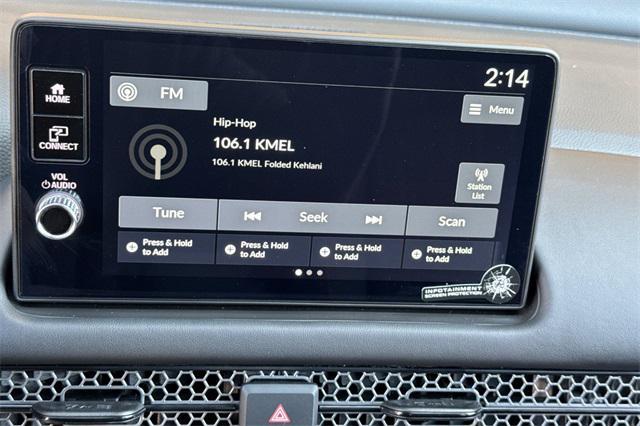 HOME
CONNECT
VOL
AUDIO
FM
2:14
Menu
Hip-Hop
106.1 KMEL
106.1 KMEL Folded Kehlani
Station
List
Tune
Seek
Scan
Press & Hold
to Add
Press & Hold
to Add
Press & Hold
to Add
Press & Hold
to Add
INFOTAINMENT
SCREEN PROTECTION